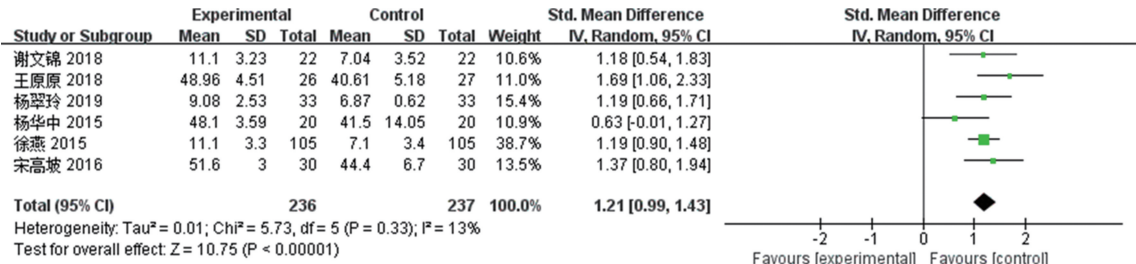 Experimental Control Std. Mean Difference Std. Mean Difference
Study or Subgroup Mean SD Total Mean SD Total Weight IV, Random, 95% CI IV, Random, 95% CI
谢文锦 2018 11.1 3.23 22 7.04 3.52 22 10.6% 1.18 [0.54, 1.83]
王原原 2018 48.96 4.51 26 40.61 5.18 27 11.0% 1.69 [1.06, 2.33]
杨翠玲 2019 9.08 2.53 33 6.87 0.62 33 15.4% 1.19 [0.66, 1.71]
杨华中 2015 48.1 3.59 20 41.5 14.05 20 10.9% 0.63 [-0.01, 1.27]
徐燕 2015 11.1 3.3 105 7.1 3.4 105 38.7% 1.19 [0.90, 1.48]
宋高坡 2016 51.6 3 30 44.4 6.7 30 13.5% 1.37 [0.80, 1.94]
Total (95% CI) 236 237 100.0% 1.21 [0.99, 1.43]
Heterogeneity: Tau² = 0.01; Chi² = 5.73, df = 5 (P = 0.33); I² = 13%
Test for overall effect: Z = 10.75 (P < 0.00001)
-2 -1 0 1 2
Favours [experimental] Favours [control]